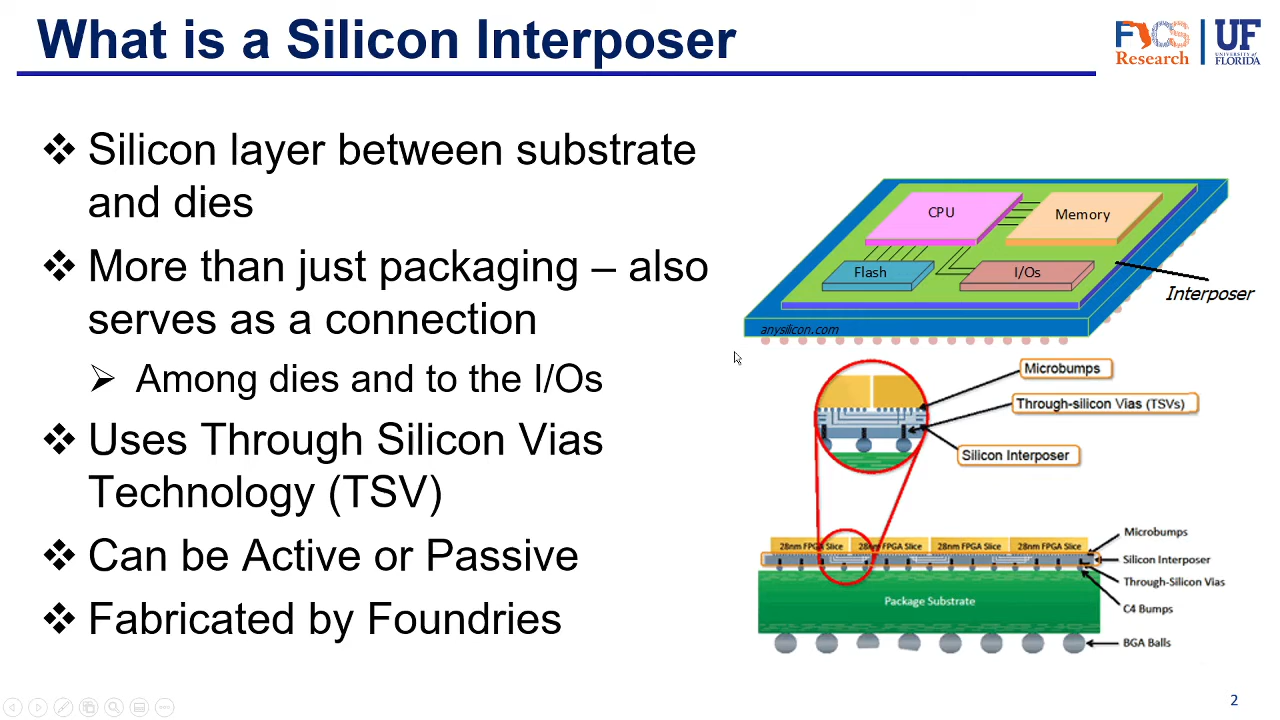 What is a Silicon Interposer
FICS
Research
UF
UNIVERSITY of
FLORIDA
❖ Silicon layer between substrate
and dies
❖ More than just packaging – also
serves as a connection
➢ Among dies and to the I/Os
❖ Uses Through Silicon Vias
Technology (TSV)
❖ Can be Active or Passive
❖ Fabricated by Foundries
CPU
Memory
Flash
I/Os
Interposer
anysilicon.com
Microbumps
Through-silicon Vias (TSVs)
Silicon Interposer
28nm FPGA Slice
28nm FPGA Slice
28nm FPGA Slice
28nm FPGA Slice
Microbumps
Silicon Interposer
Through-Silicon Vias
Package Substrate
C4 Bumps
BGA Balls
2